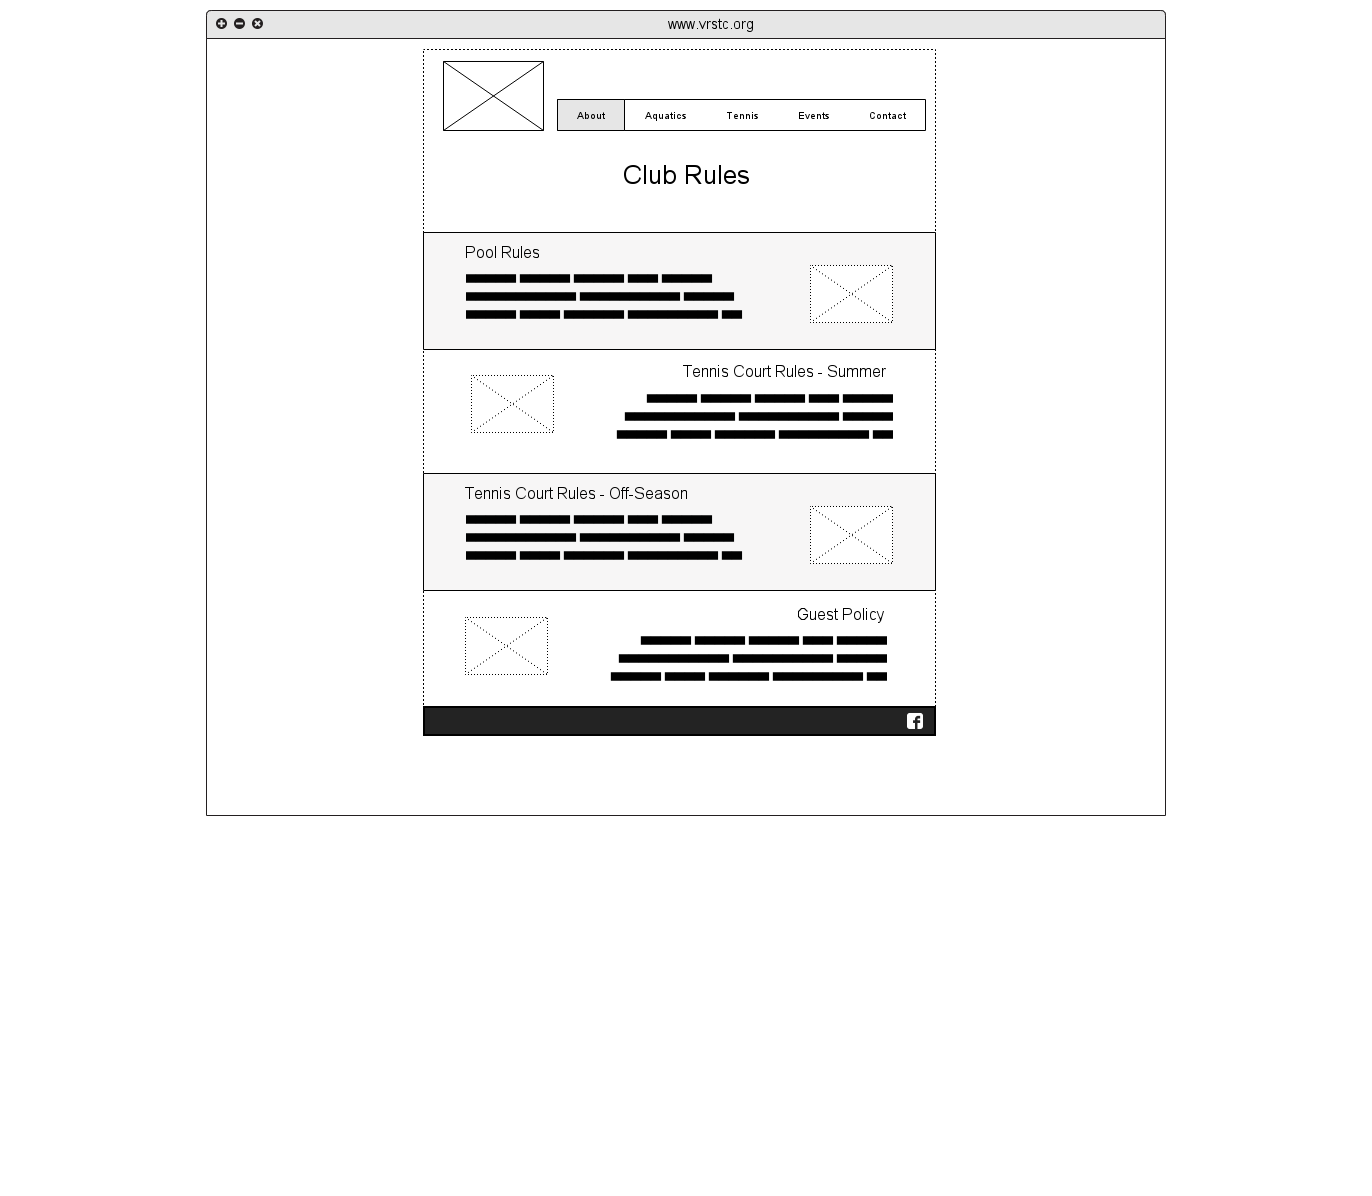 www.vrstc.org
About Aquatics Tennis Events Contact
Club Rules
Pool Rules
Tennis Court Rules - Summer
Tennis Court Rules - Off-Season
Guest Policy